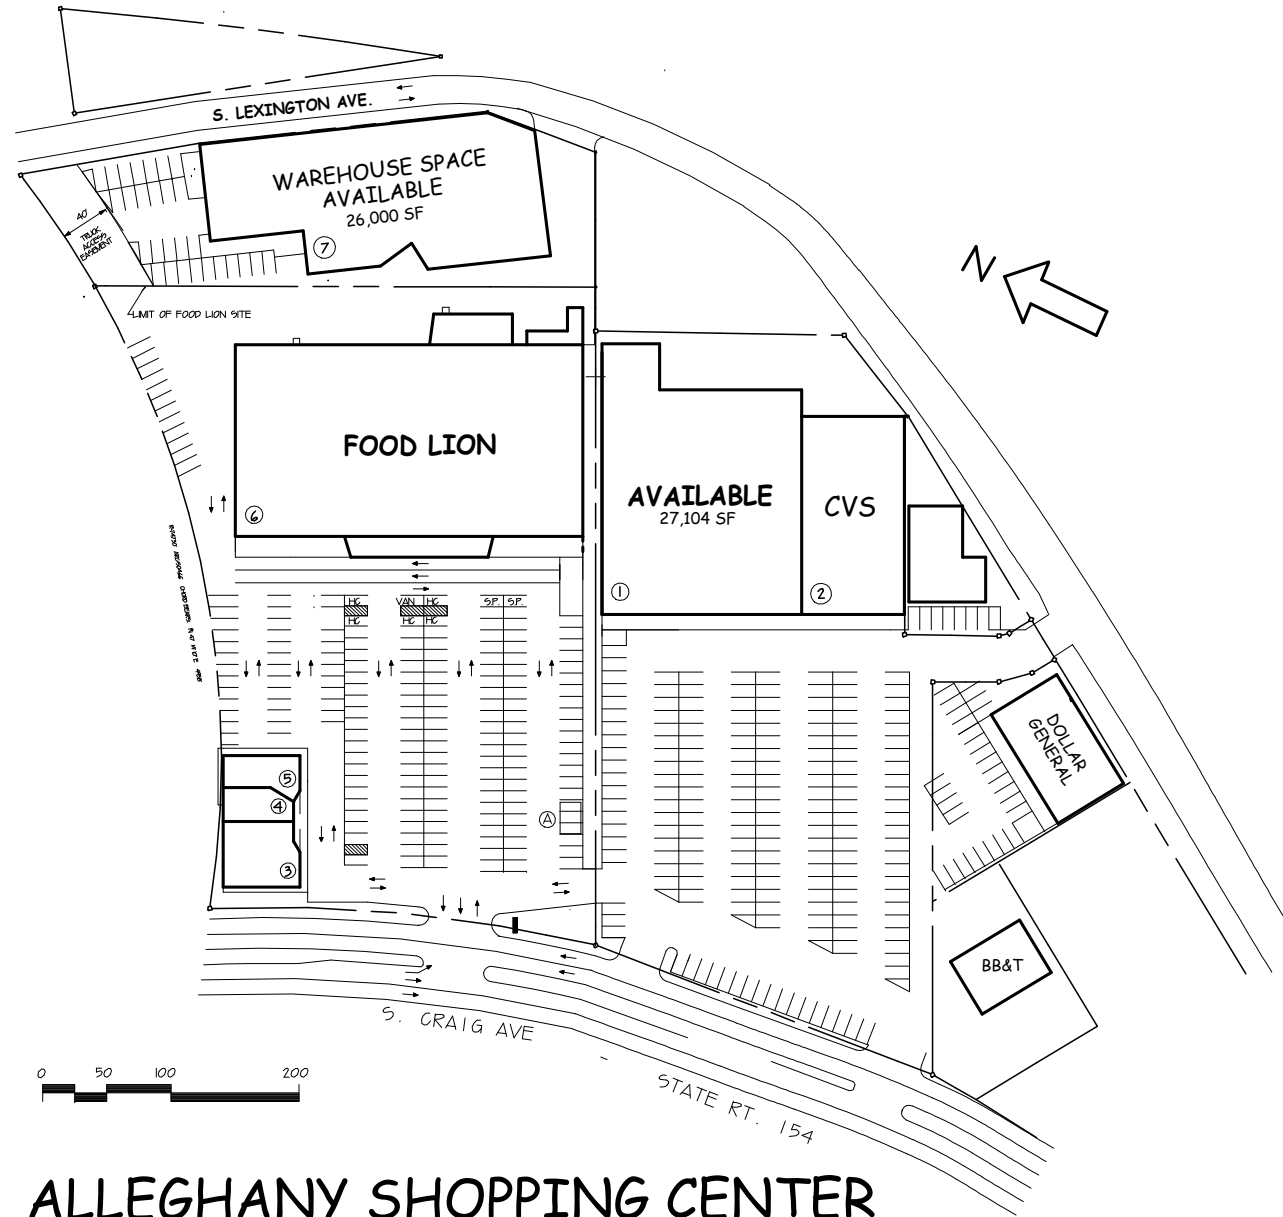 S. LEXINGTON AVE.
WAREHOUSE SPACE
AVAILABLE
26,000 SF
7
40'
TRUCK
ACCESS
EASEMENT
LIMIT OF FOOD LION SITE
N
FOOD LION
6
AVAILABLE
27,104 SF
1
CVS
2
HC VAN HC S.P. S.P.
HC HC HC
DOLLAR
GENERAL
5
4
3
A
BB&T
S. CRAIG AVE
STATE RT. 154
0 50 100 200
ALLEGHANY SHOPPING CENTER